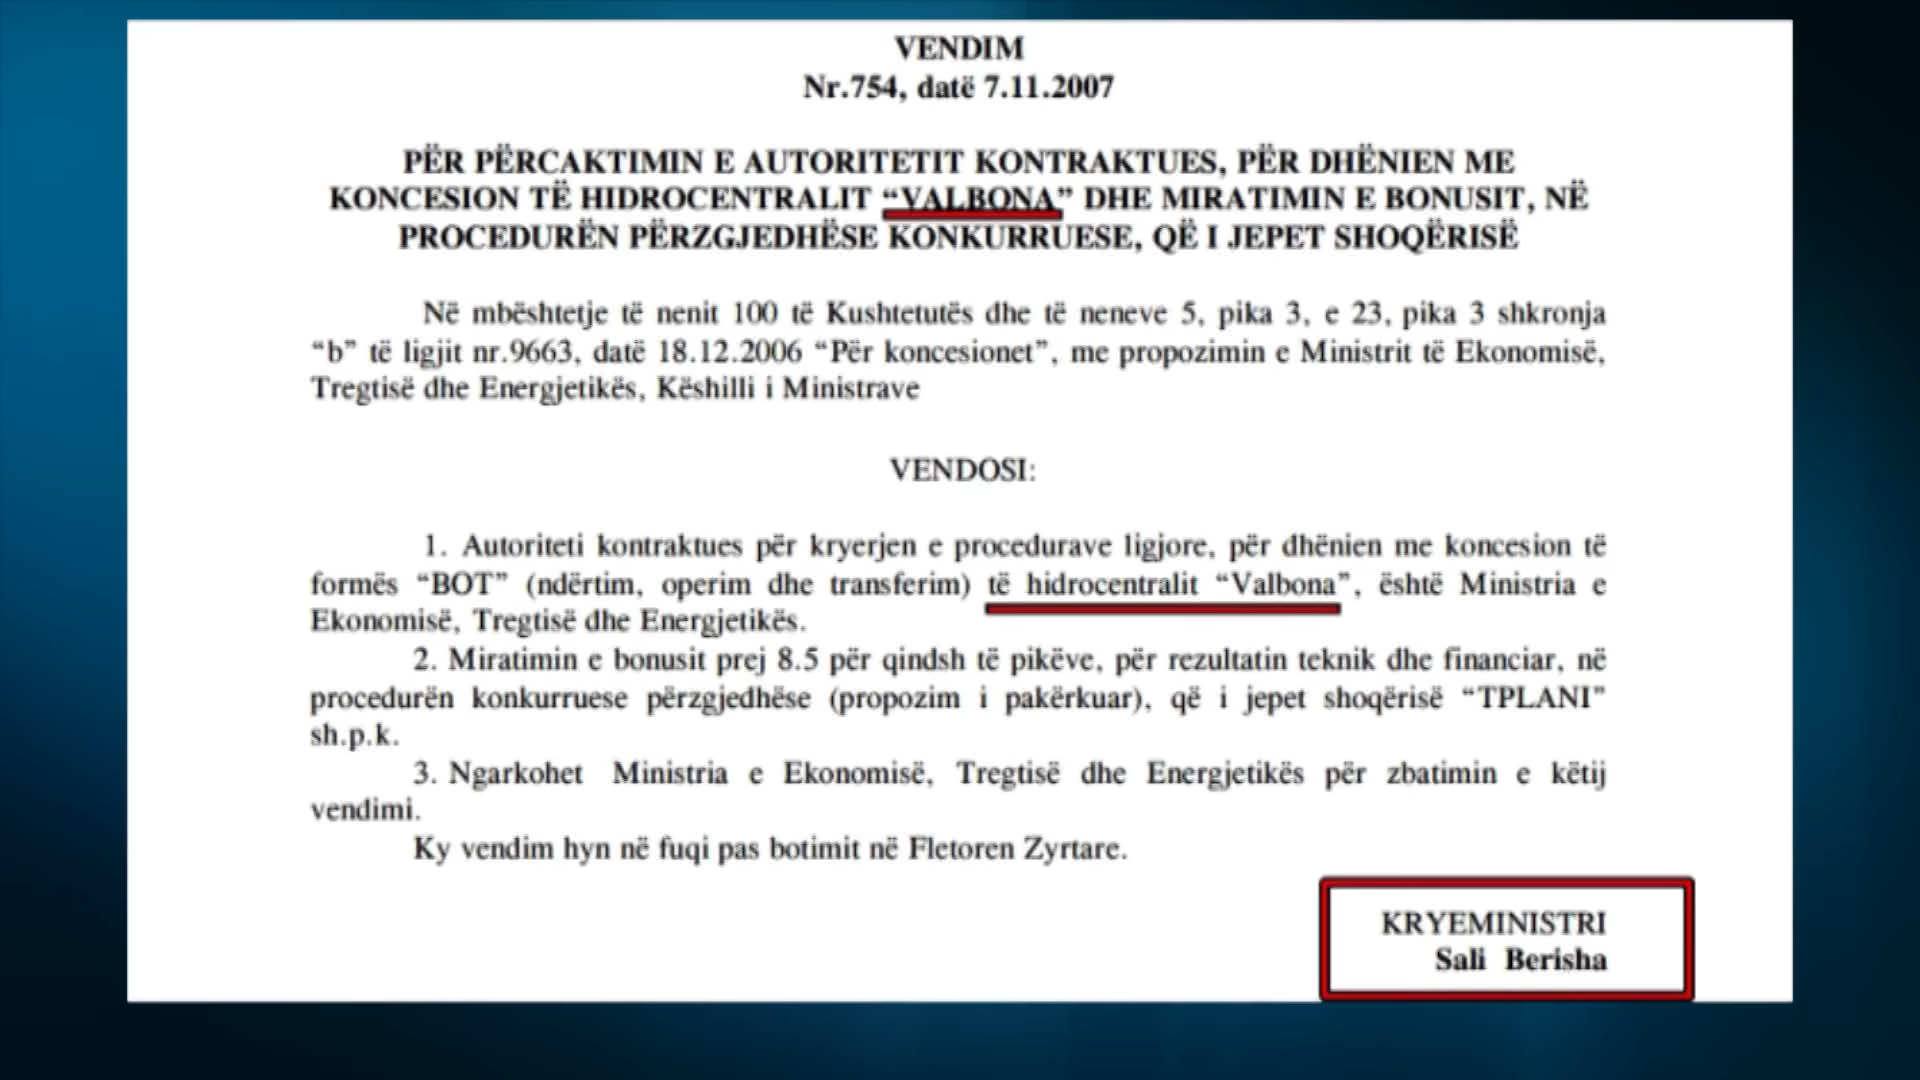 VENDIM
Nr.754, datë 7.11.2007
PËR PËRCAKTIMIN E AUTORITETIT KONTRAKTUES, PËR DHËNIEN ME
KONCESION TË HIDROCENTRALIT “VALBONA” DHE MIRATIMIN E BONUSIT, NË
PROCEDURËN PËRZGJEDHËSE KONKURRUESE, QË I JEPET SHOQËRISË
Në mbështetje të nenit 100 të Kushtetutës dhe të neneve 5, pika 3, e 23, pika 3 shkronja
“b” të ligjit nr.9663, datë 18.12.2006 “Për koncesionet”, me propozimin e Ministrit të Ekonomisë,
Tregtisë dhe Energjetikës, Këshilli i Ministrave
VENDOSI:
1. Autoriteti kontraktues për kryerjen e procedurave ligjore, për dhënien me koncesion të
formës “BOT” (ndërtim, operim dhe transferim) të hidrocentralit “Valbona”, është Ministria e
Ekonomisë, Tregtisë dhe Energjetikës.
2. Miratimin e bonusit prej 8.5 për qindsh të pikëve, për rezultatin teknik dhe financiar, në
procedurën konkurruese përzgjedhëse (propozim i pakërkuar), që i jepet shoqërisë “TPLANI”
sh.p.k.
3. Ngarkohet Ministria e Ekonomisë, Tregtisë dhe Energjetikës për zbatimin e këtij
vendimi.
Ky vendim hyn në fuqi pas botimit në Fletoren Zyrtare.
KRYEMINISTRI
Sali Berisha